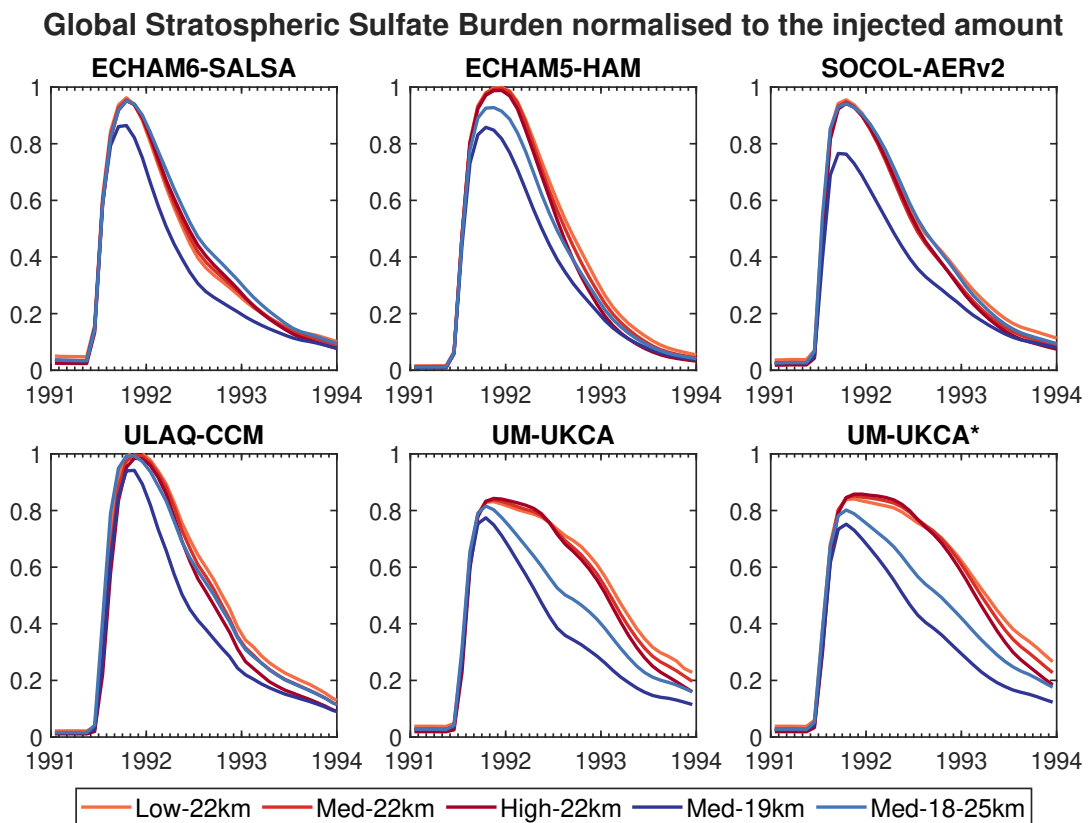 Global Stratospheric Sulfate Burden normalised to the injected amount
ECHAM6-SALSA ECHAM5-HAM SOCOL-AERv2
1 1 1
0.8 0.8 0.8
0.6 0.6 0.6
0.4 0.4 0.4
0.2 0.2 0.2
0 0 0
1991 1992 1993 1994 1991 1992 1993 1994 1991 1992 1993 1994
ULAQ-CCM UM-UKCA UM-UKCA*
1 1 1
0.8 0.8 0.8
0.6 0.6 0.6
0.4 0.4 0.4
0.2 0.2 0.2
0 0 0
1991 1992 1993 1994 1991 1992 1993 1994 1991 1992 1993 1994
Low-22km Med-22km High-22km Med-19km Med-18-25km